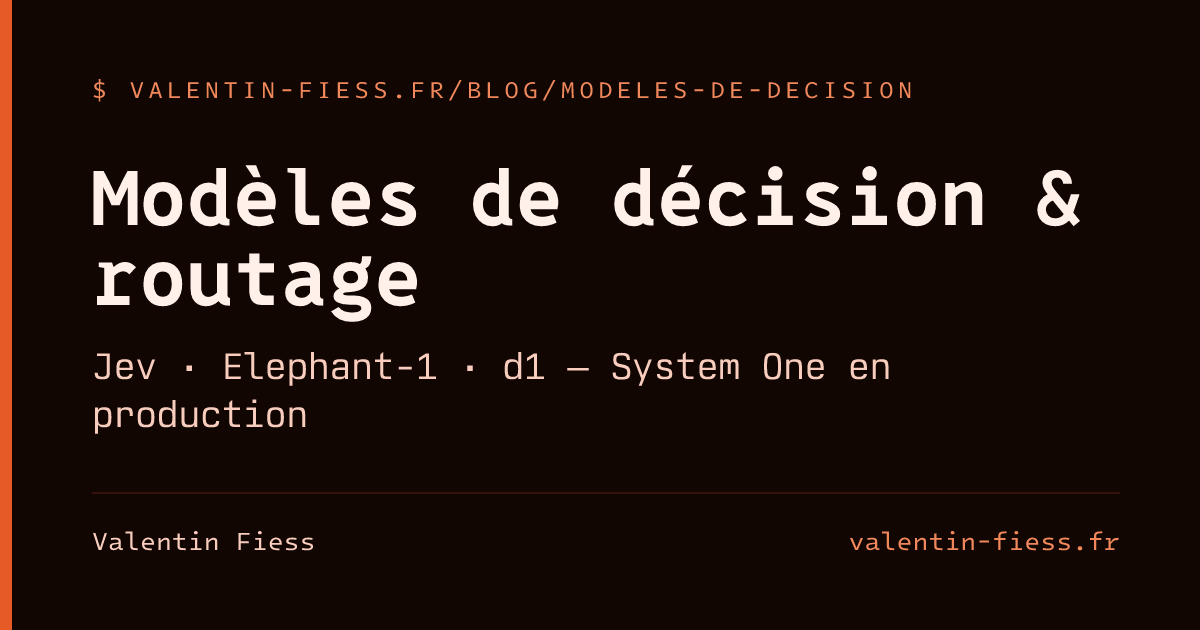 $ VALENTIN-FIESS.FR/BLOG/MODELES-DE-DECISION
Modèles de décision &
routage
Jev · Elephant-1 · d1 — System One en
production
Valentin Fiess
valentin-fiess.fr